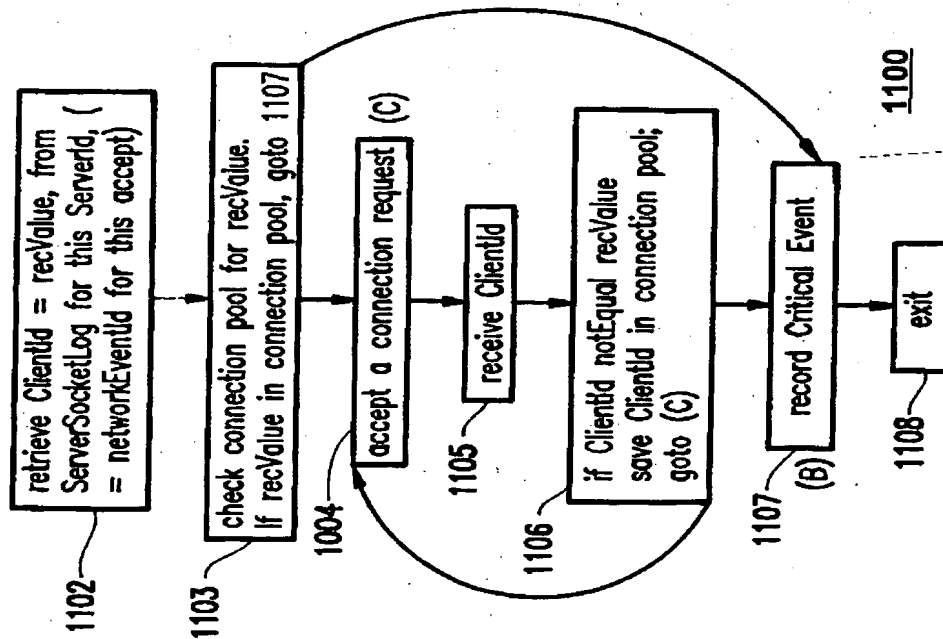 retrieve ClientId = recValue, from
ServerSocketLog for this ServerId, (
= networkEventId for this accept)
1102
check connection pool for recValue.
If recValue in connection pool, goto 1107
1103
accept a connection request
(C)
1004
receive ClientId
1105
if ClientId notEqual recValue
save ClientId in connection pool;
goto (C)
1106
record Critical Event
1107
(B)
exit
1108
1100